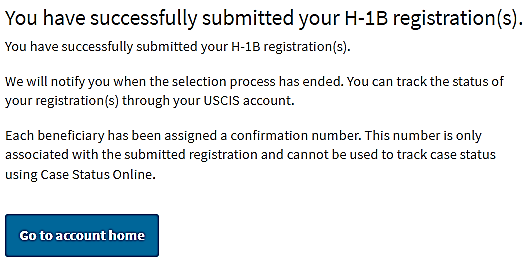 You have successfully submitted your H-1B registration(s).
You have successfully submitted your H-1B registration(s).
We will notify you when the selection process has ended. You can track the status of
your registration(s) through your USCIS account.
Each beneficiary has been assigned a confirmation number. This number is only
associated with the submitted registration and cannot be used to track case status
using Case Status Online.
Go to account home